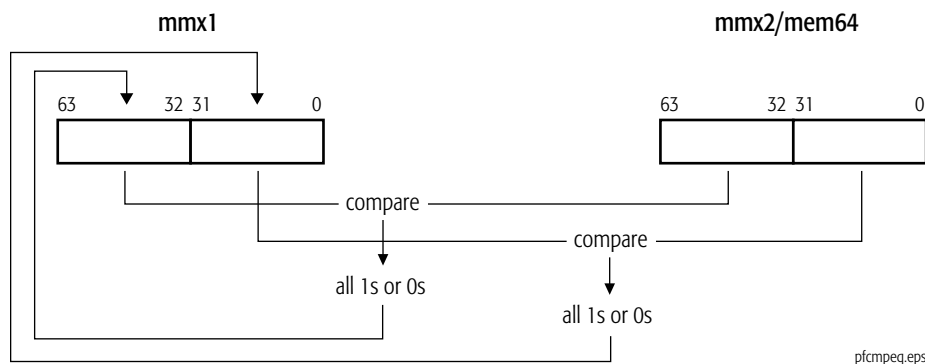 mmx1 mmx2/mem64
63 32 31 0 63 32 31 0
compare
compare
all 1s or 0s
all 1s or 0s
pfcmpeq.eps